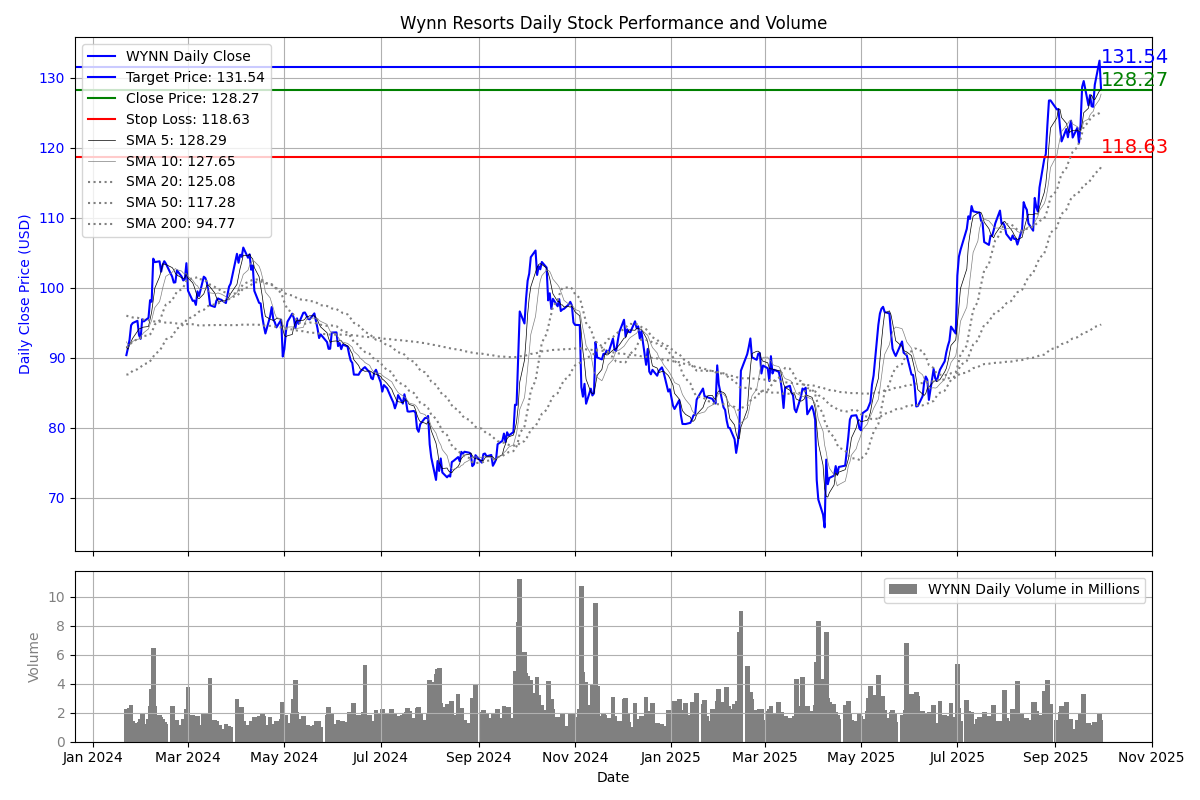 Wynn Resorts Daily Stock Performance and Volume
WYNN Daily Close
Target Price: 131.54
Close Price: 128.27
Stop Loss: 118.63
SMA 5: 128.29
SMA 10: 127.65
SMA 20: 125.08
SMA 50: 117.28
SMA 200: 94.77
131.54
128.27
118.63
130
120
110
100
90
80
70
Daily Close Price (USD)
WYNN Daily Volume in Millions
10
8
6
4
2
0
Volume
Jan 2024 Mar 2024 May 2024 Jul 2024 Sep 2024 Nov 2024 Jan 2025 Mar 2025 May 2025 Jul 2025 Sep 2025 Nov 2025
Date